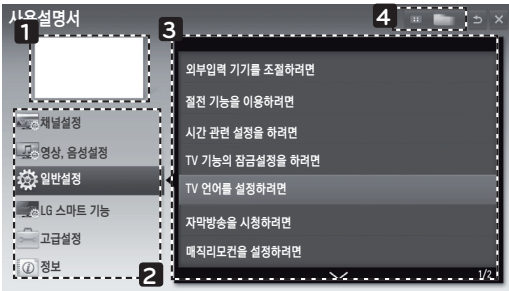 사용설명서
1
3
4
채널설정
영상, 음성설정
일반설정
LG 스마트 기능
고급설정
정보
2
외부입력 기기를 조절하려면
절전 기능을 이용하려면
시간 관련 설정을 하려면
TV 기능의 잠금설정을 하려면
TV 언어를 설정하려면
자막방송을 시청하려면
매직리모컨을 설정하려면
1/2